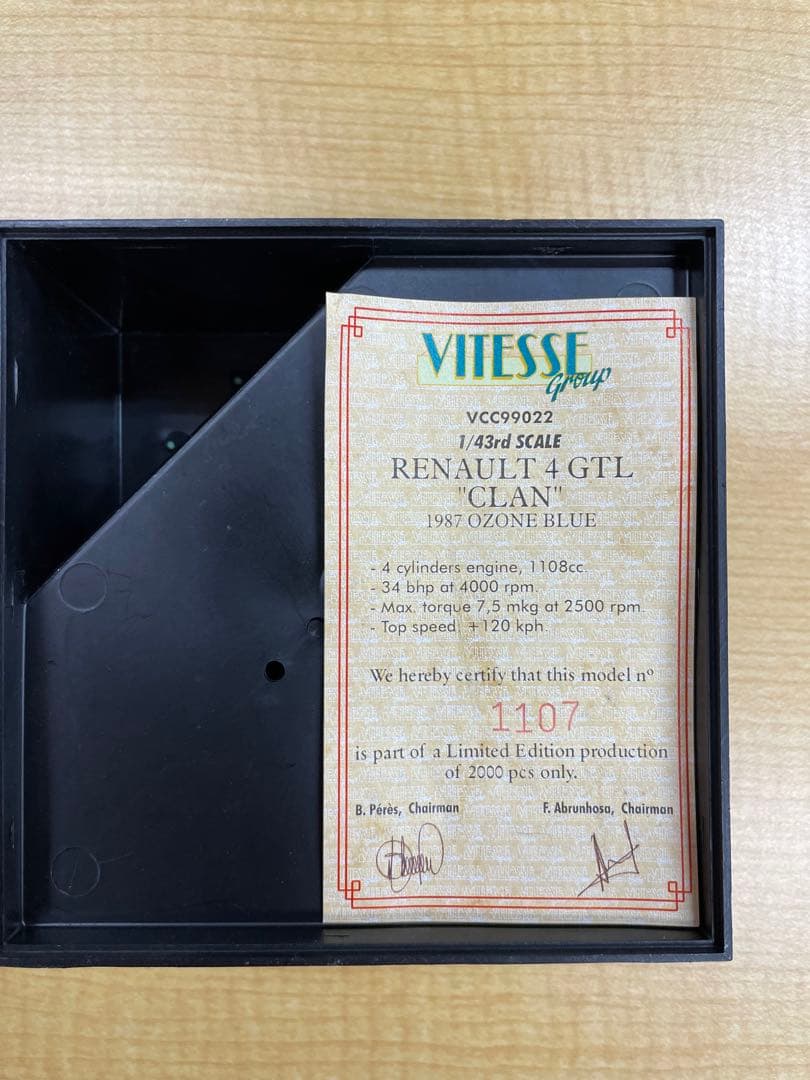 VITESSE
Group
VCC99022
1/43rd SCALE
RENAULT 4 GTL
"CLAN"
1987 OZONE BLUE
- 4 cylinders engine, 1108cc.
- 34 bhp at 4000 rpm.
- Max. torque 7,5 mkg at 2500 rpm.
- Top speed: +120 kph.
We hereby certify that this model nº
1107
is part of a Limited Edition production
of 2000 pcs only.
B. Pérès, Chairman F. Abrunhosa, Chairman